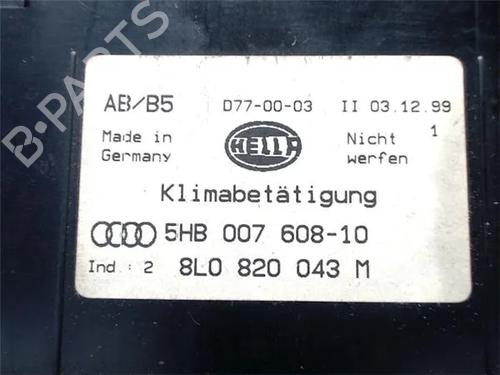 B-PARTS
AB/B5 D77-00-03 II 03.12.99
Made in Germany HELLA Nicht werfen 1
Klimabetätigung
5HB 007 608-10
Ind.: 2 8L0 820 043 M